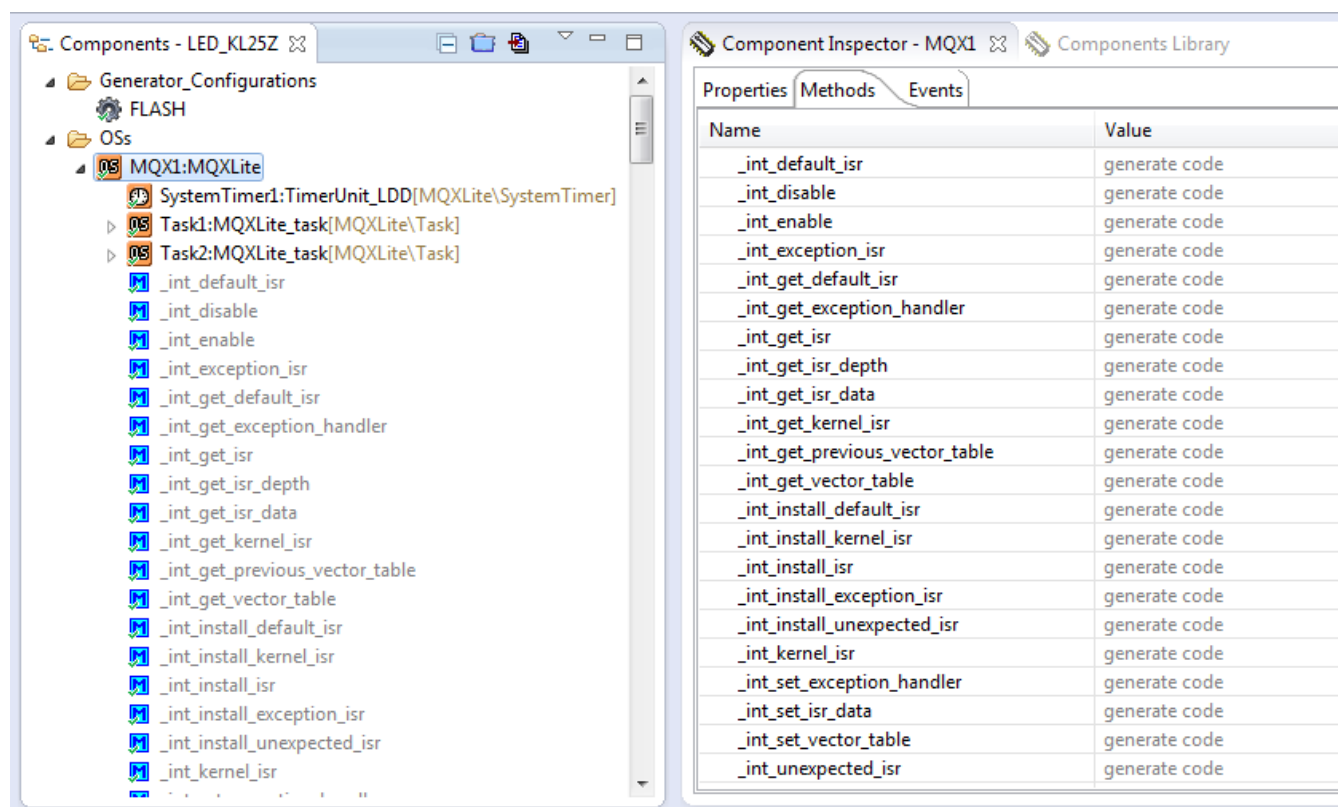 Components - LED_KL25Z
Generator_Configurations
FLASH
OSs
MQX1:MQXLite
SystemTimer1:TimerUnit_LDD[MQXLite\SystemTimer]
Task1:MQXLite_task[MQXLite\Task]
Task2:MQXLite_task[MQXLite\Task]
_int_default_isr
_int_disable
_int_enable
_int_exception_isr
_int_get_default_isr
_int_get_exception_handler
_int_get_isr
_int_get_isr_depth
_int_get_isr_data
_int_get_kernel_isr
_int_get_previous_vector_table
_int_get_vector_table
_int_install_default_isr
_int_install_kernel_isr
_int_install_isr
_int_install_exception_isr
_int_install_unexpected_isr
_int_kernel_isr
Component Inspector - MQX1 Components Library
Properties Methods Events
Name Value
_int_default_isr generate code
_int_disable generate code
_int_enable generate code
_int_exception_isr generate code
_int_get_default_isr generate code
_int_get_exception_handler generate code
_int_get_isr generate code
_int_get_isr_depth generate code
_int_get_isr_data generate code
_int_get_kernel_isr generate code
_int_get_previous_vector_table generate code
_int_get_vector_table generate code
_int_install_default_isr generate code
_int_install_kernel_isr generate code
_int_install_isr generate code
_int_install_exception_isr generate code
_int_install_unexpected_isr generate code
_int_kernel_isr generate code
_int_set_exception_handler generate code
_int_set_isr_data generate code
_int_set_vector_table generate code
_int_unexpected_isr generate code